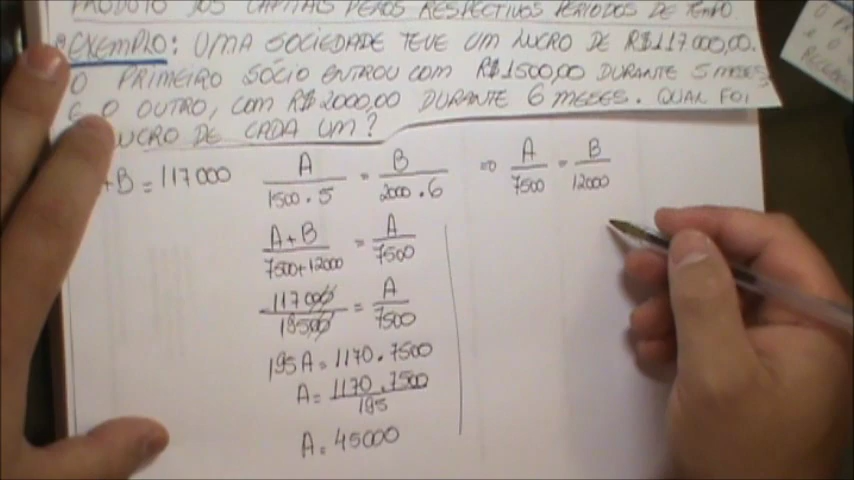 PRODUTO DOS CAPITAIS PELOS RESPECTIVOS PERÍODOS DE TEMPO.
EXEMPLO: UMA SOCIEDADE TEVE UM LUCRO DE R$117000,00.
O PRIMEIRO SÓCIO ENTROU COM R$1500,00 DURANTE 5 MESES
E O OUTRO, COM R$2000,00 DURANTE 6 MESES. QUAL FOI
LUCRO DE CADA UM?
+B = 117000
A/1500.5 = B/2000.6 => A/7500 = B/12000
A+B/7500+12000 = A/7500
117000/19500 = A/7500
195A = 1170.7500
A = 1170.7500/195
A = 45000